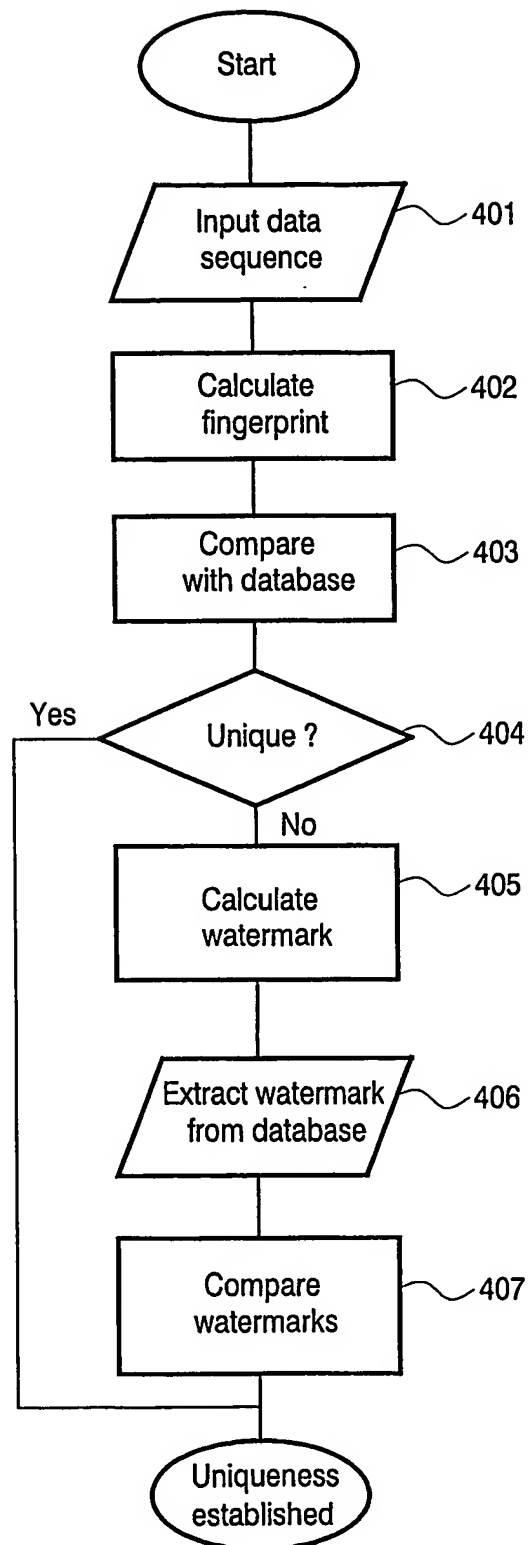 Start
Input data
sequence
401
Calculate
fingerprint
402
Compare
with database
403
Yes
Unique ?
404
No
Calculate
watermark
405
Extract watermark
from database
406
Compare
watermarks
407
Uniqueness
established